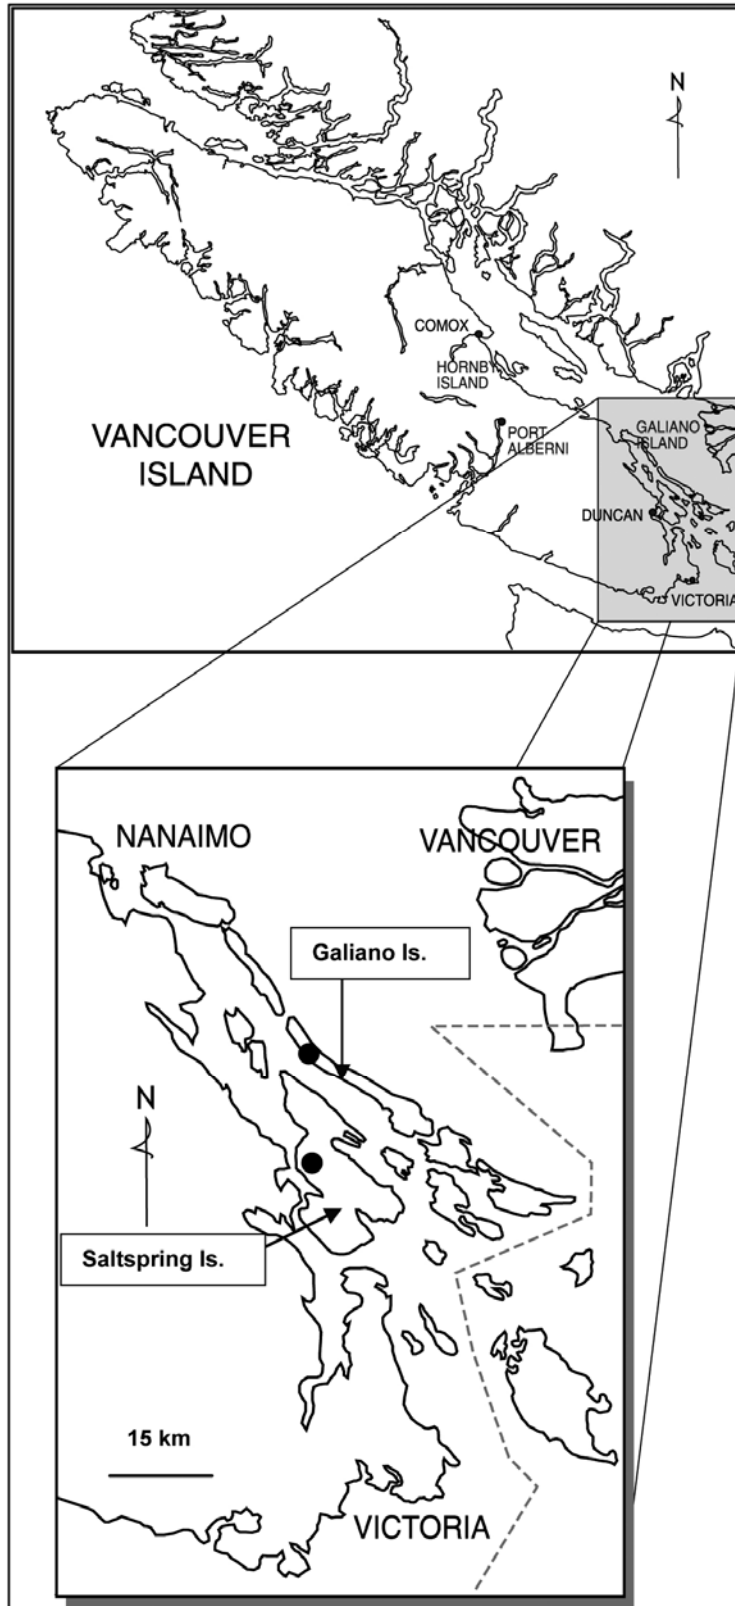 N
COMOX
HORNBY
ISLAND
GALIANO
ISLAND
VANCOUVER
ISLAND
PORT
ALBERNI
DUNCAN
VICTORIA
NANAIMO
VANCOUVER
Galiano Is.
N
Saltspring Is.
15 km
VICTORIA